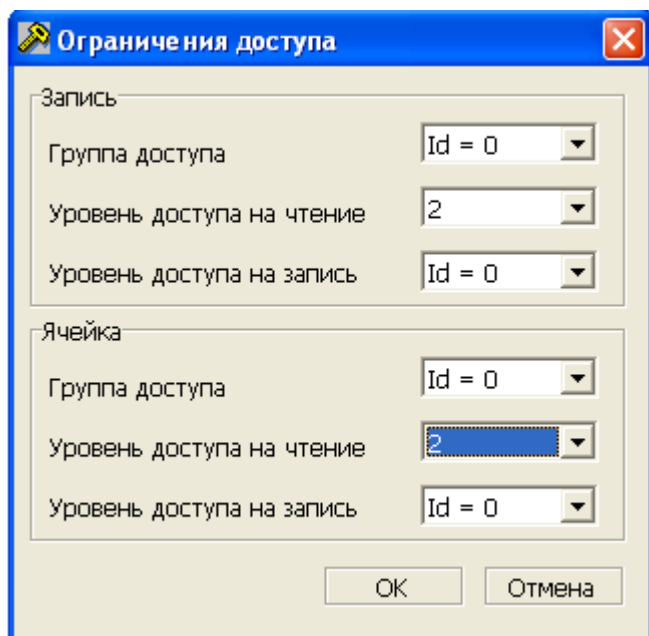 Ограничения доступа
Запись
Группа доступа Id = 0
Уровень доступа на чтение 2
Уровень доступа на запись Id = 0
Ячейка
Группа доступа Id = 0
Уровень доступа на чтение 2
Уровень доступа на запись Id = 0
OK Отмена